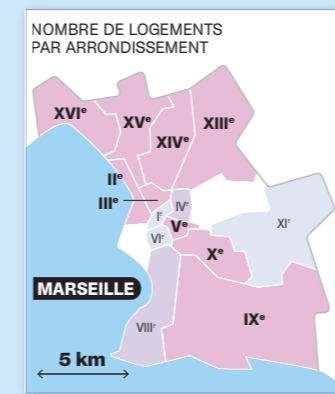 NOMBRE DE LOGEMENTS
PAR ARRONDISSEMENT
XVIᵉ
XVᵉ
XIVᵉ
XIIIᵉ
IIᵉ
IIIᵉ
Iᵉ
IVᵉ
Vᵉ
VIᵉ
XIᵉ
Xᵉ
MARSEILLE
VIIIᵉ
IXᵉ
5 km